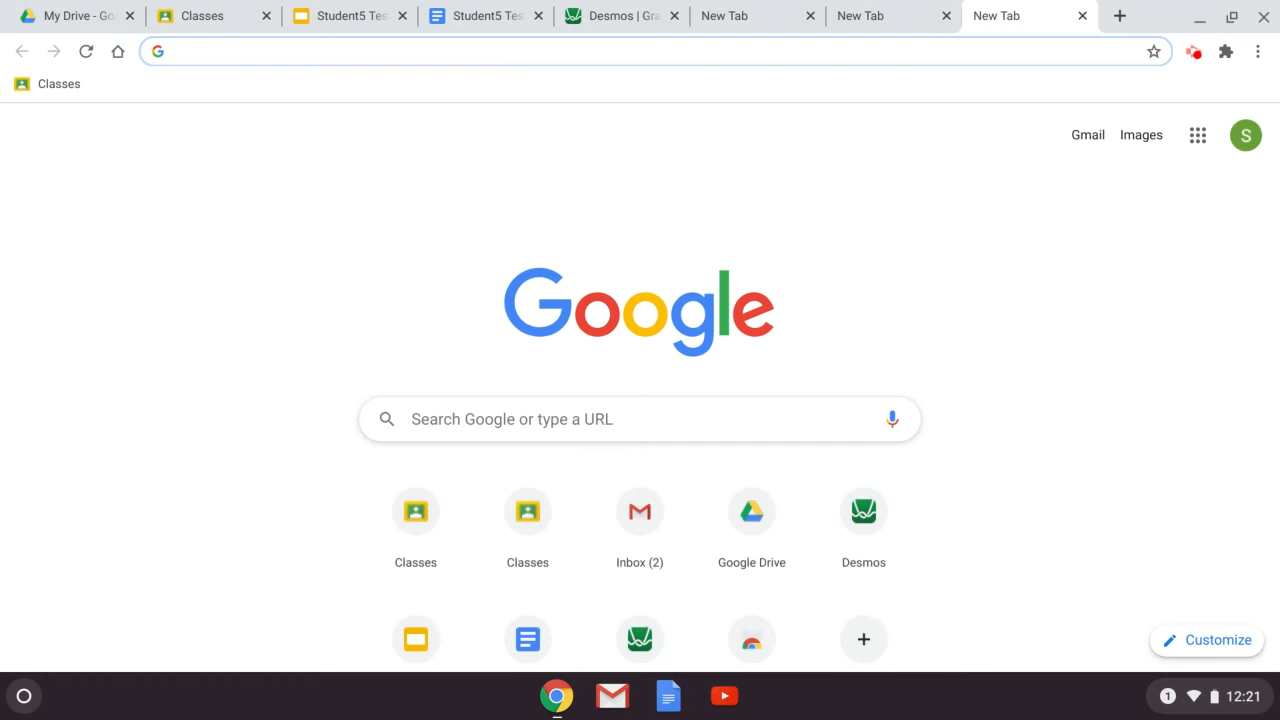 My Drive - Go
Classes
Student5 Tes
Student5 Tes
Desmos | Gra
New Tab
New Tab
New Tab
Classes
Gmail
Images
S
Google
Search Google or type a URL
Classes
Classes
Inbox (2)
Google Drive
Desmos
Customize
1
12:21